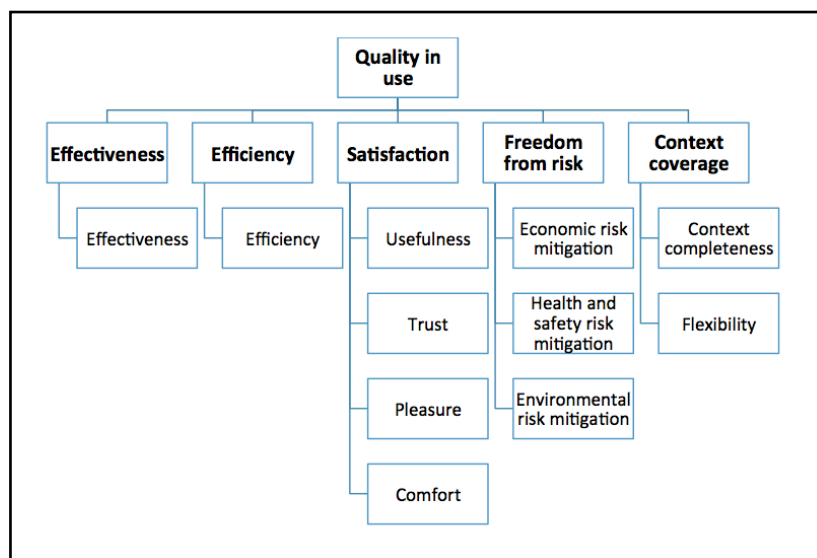 Quality in
use
Effectiveness
Efficiency
Satisfaction
Freedom
from risk
Context
coverage
Effectiveness
Efficiency
Usefulness
Economic risk
mitigation
Context
completeness
Trust
Health and
safety risk
mitigation
Flexibility
Pleasure
Environmental
risk mitigation
Comfort